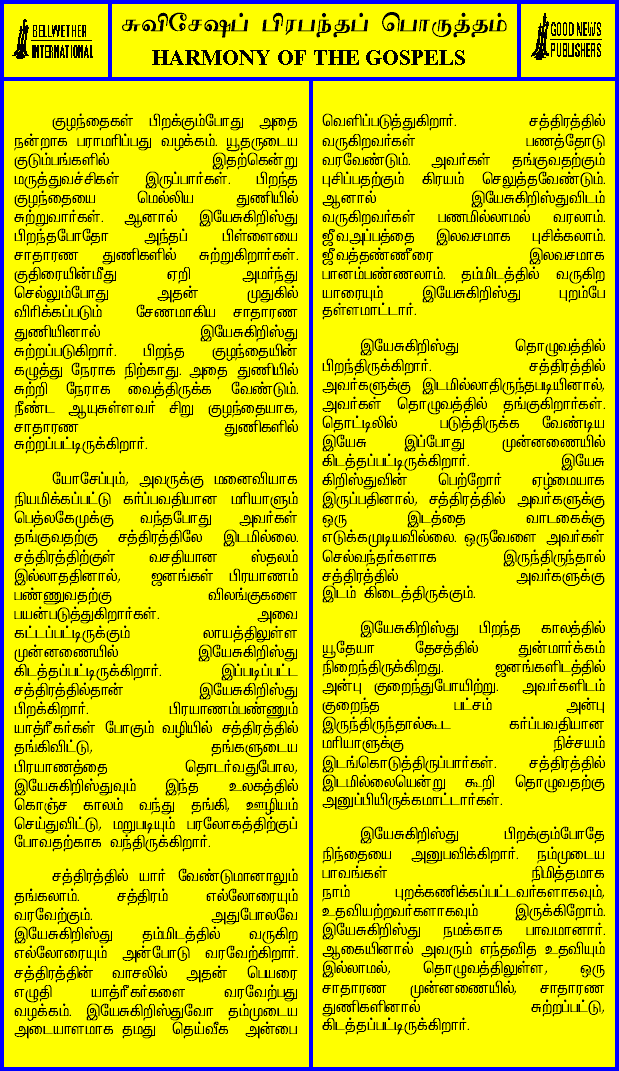 BELLWETHER
INTERNATIONAL
சுவிசேஷப் பிரபந்தப் பொருத்தம்
HARMONY OF THE GOSPELS
GOOD NEWS
PUBLISHERS
குழந்தைகள் பிறக்கும்போது அதை
நன்றாக பராமரிப்பது வழக்கம். யூதருடைய
குடும்பங்களில் இதற்கென்று
மருத்துவச்சிகள் இருப்பார்கள். பிறந்த
குழந்தையை மெல்லிய துணியில்
சுற்றுவார்கள். ஆனால் இயேசுகிறிஸ்து
பிறந்தபோதோ அந்தப் பிள்ளையை
சாதாரண துணிகளில் சுற்றுகிறார்கள்.
குதிரையின்மீது ஏறி அமர்ந்து
செல்லும்போது அதன் முதுகில்
விரிக்கப்படும் சேணமாகிய சாதாரண
துணியினால் இயேசுகிறிஸ்து
சுற்றப்படுகிறார். பிறந்த குழந்தையின்
கழுத்து நேராக நிற்காது. அதை துணியில்
சுற்றி நேராக வைத்திருக்க வேண்டும்.
நீண்ட ஆயுசுள்ளவர் சிறு குழந்தையாக,
சாதாரண துணிகளில்
சுற்றப்பட்டிருக்கிறார்.
யோசேப்பும், அவருக்கு மனைவியாக
நியமிக்கப்பட்டு கர்ப்பவதியான மரியாளும்
பெத்லகேமுக்கு வந்தபோது அவர்கள்
தங்குவதற்கு சத்திரத்திலே இடமில்லை.
சத்திரத்திற்குள் வசதியான ஸ்தலம்
இல்லாததினால், ஜனங்கள் பிரயாணம்
பண்ணுவதற்கு விலங்குகளை
பயன்படுத்துகிறார்கள். அவை
கட்டப்பட்டிருக்கும் லாயத்திலுள்ள
முன்னணையில் இயேசுகிறிஸ்து
கிடத்தப்பட்டிருக்கிறார். இப்படிப்பட்ட
சத்திரத்தில்தான் இயேசுகிறிஸ்து
பிறக்கிறார். பிரயாணம்பண்ணும்
யாத்ரீகர்கள் போகும் வழியில் சத்திரத்தில்
தங்கிவிட்டு, தங்களுடைய
பிரயாணத்தை தொடர்வதுபோல,
இயேசுகிறிஸ்துவும் இந்த உலகத்தில்
கொஞ்ச காலம் வந்து தங்கி, ஊழியம்
செய்துவிட்டு, மறுபடியும் பரலோகத்திற்குப்
போவதற்காக வந்திருக்கிறார்.
சத்திரத்தில் யார் வேண்டுமானாலும்
தங்கலாம். சத்திரம் எல்லோரையும்
வரவேற்கும். அதுபோலவே
இயேசுகிறிஸ்து தம்மிடத்தில் வருகிற
எல்லோரையும் அன்போடு வரவேற்கிறார்.
சத்திரத்தின் வாசலில் அதன் பெயரை
எழுதி யாத்ரீகர்களை வரவேற்பது
வழக்கம். இயேசுகிறிஸ்துவோ தம்முடைய
அடையாளமாக தமது தெய்வீக அன்பை
வெளிப்படுத்துகிறார். சத்திரத்தில்
வருகிறவர்கள் பணத்தோடு
வரவேண்டும். அவர்கள் தங்குவதற்கும்
புசிப்பதற்கும் கிரயம் செலுத்தவேண்டும்.
ஆனால் இயேசுகிறிஸ்துவிடம்
வருகிறவர்கள் பணமில்லாமல் வரலாம்.
ஜீவஅப்பத்தை இலவசமாக புசிக்கலாம்.
ஜீவத்தண்ணீரை இலவசமாக
பானம்பண்ணலாம். தம்மிடத்தில் வருகிற
யாரையும் இயேசுகிறிஸ்து புறம்பே
தள்ளமாட்டார்.
இயேசுகிறிஸ்து தொழுவத்தில்
பிறந்திருக்கிறார். சத்திரத்தில்
அவர்களுக்கு இடமில்லாதிருந்தபடியினால்,
அவர்கள் தொழுவத்தில் தங்குகிறார்கள்.
தொட்டிலில் படுத்திருக்க வேண்டிய
இயேசு இப்போது முன்னணையில்
கிடத்தப்பட்டிருக்கிறார். இயேசு
கிறிஸ்துவின் பெற்றோர் ஏழ்மையாக
இருப்பதினால், சத்திரத்தில் அவர்களுக்கு
ஒரு இடத்தை வாடகைக்கு
எடுக்கமுடியவில்லை. ஒருவேளை அவர்கள்
செல்வந்தர்களாக இருந்திருந்தால்
சத்திரத்தில் அவர்களுக்கு
இடம் கிடைத்திருக்கும்.
இயேசுகிறிஸ்து பிறந்த காலத்தில்
யூதேயா தேசத்தில் துன்மார்க்கம்
நிறைந்திருக்கிறது. ஜனங்களிடத்தில்
அன்பு குறைந்துபோயிற்று. அவர்களிடம்
குறைந்த பட்சம் அன்பு
இருந்திருந்தால்கூட கர்ப்பவதியான
மரியாளுக்கு நிச்சயம்
இடங்கொடுத்திருப்பார்கள். சத்திரத்தில்
இடமில்லையென்று கூறி தொழுவதற்கு
அனுப்பியிருக்கமாட்டார்கள்.
இயேசுகிறிஸ்து பிறக்கும்போதே
நிந்தையை அனுபவிக்கிறார். நம்முடைய
பாவங்கள் நிமித்தமாக
நாம் புறக்கணிக்கப்பட்டவர்களாகவும்,
உதவியற்றவர்களாகவும் இருக்கிறோம்.
இயேசுகிறிஸ்து நமக்காக பாவமானார்.
ஆகையினால் அவரும் எந்தவித உதவியும்
இல்லாமல், தொழுவத்திலுள்ள, ஒரு
சாதாரண முன்னணையில், சாதாரண
துணிகளினால் சுற்றப்பட்டு,
கிடத்தப்பட்டிருக்கிறார்.